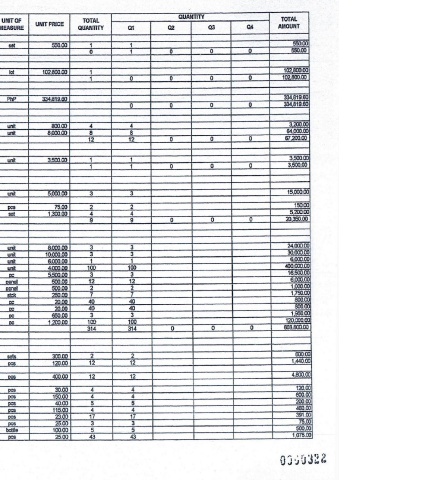 UNIT OF MEASURE UNIT PRICE TOTAL QUANTITY QUANTITY TOTAL AMOUNT
Q1 Q2 Q3 Q4
set 550.00 1 1 550.00
1 0 0 0 550.00
lot 102,800.00 1 102,800.00
1 0 0 0 0 102,800.00
PhP 334,819.60 334,819.60
0 0 0 0 334,819.60
unit 800.00 4 4 3,200.00
unit 8,000.00 8 8 64,000.00
12 12 0 0 0 67,200.00
unit 3,500.00 1 1 3,500.00
1 1 0 0 0 3,500.00
unit 5,000.00 3 3 15,000.00
pcs 75.00 2 2 150.00
set 1,300.00 4 4 5,200.00
9 9 0 0 0 20,350.00
unit 8,000.00 3 3 24,000.00
unit 10,000.00 3 3 30,000.00
unit 6,000.00 1 1 6,000.00
unit 4,000.00 100 100 400,000.00
pc 5,500.00 3 3 16,500.00
500.00 12 12 6,000.00
500.00 2 2 1,000.00
250.00 7 7 1,750.00
pc 20.00 40 40 800.00
pc 20.00 40 40 800.00
pc 650.00 3 3 1,950.00
pc 1,200.00 100 100 120,000.00
314 314 0 0 0
sets 300.00 2 2 600.00
pcs 120.00 12 12 1,440.00
pcs 400.00 12 12 4,800.00
pcs 30.00 4 4 120.00
pcs 150.00 4 4 600.00
pcs 40.00 5 5 200.00
pcs 115.00 4 4 460.00
pcs 23.00 17 17 391.00
pcs 25.00 3 3 75.00
bottle 100.00 5 5 500.00
pcs 25.00 43 43 1,075.00